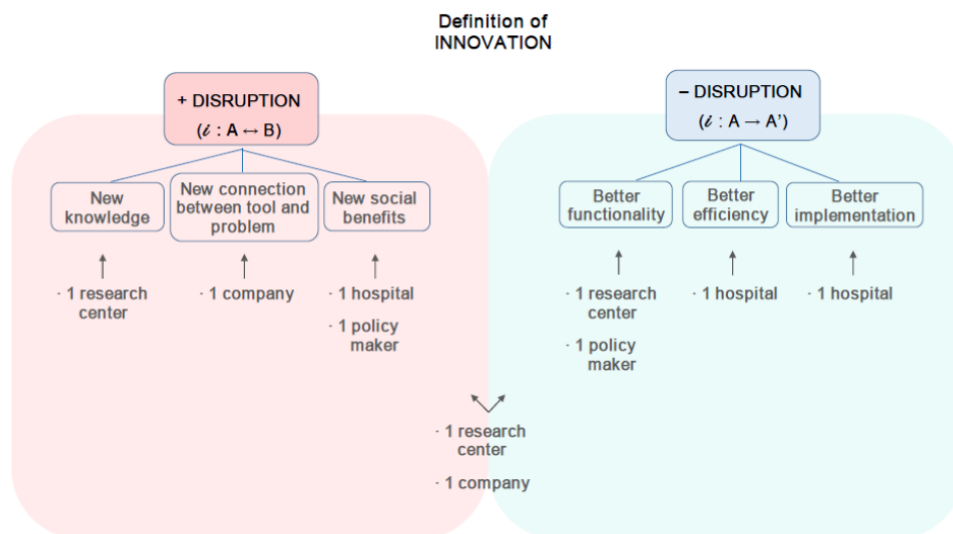 Definition of
INNOVATION
+ DISRUPTION
(i : A ↔ B)
New
knowledge
New connection
between tool and
problem
New social
benefits
· 1 research
center
· 1 company
· 1 hospital
· 1 policy
maker
– DISRUPTION
(i : A → A')
Better
functionality
Better
efficiency
Better
implementation
· 1 research
center
· 1 policy
maker
· 1 hospital
· 1 hospital
· 1 research
center
· 1 company